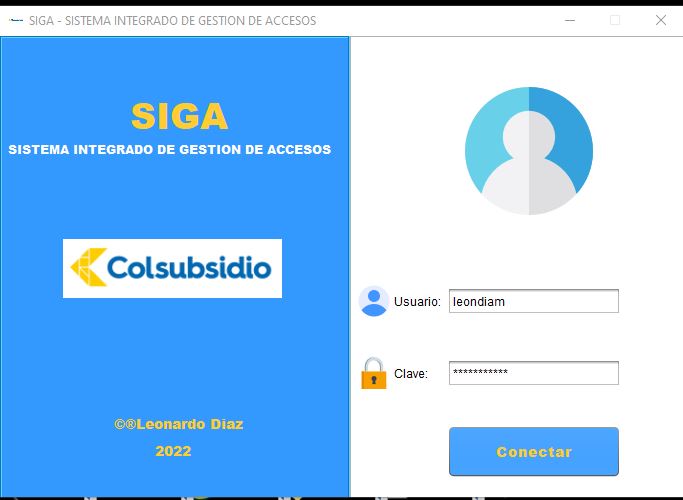 SIGA - SISTEMA INTEGRADO DE GESTION DE ACCESOS
SIGA
SISTEMA INTEGRADO DE GESTION DE ACCESOS
Colsubsidio
©®Leonardo Diaz
2022
Usuario: leondiam
Clave: ***********
Conectar